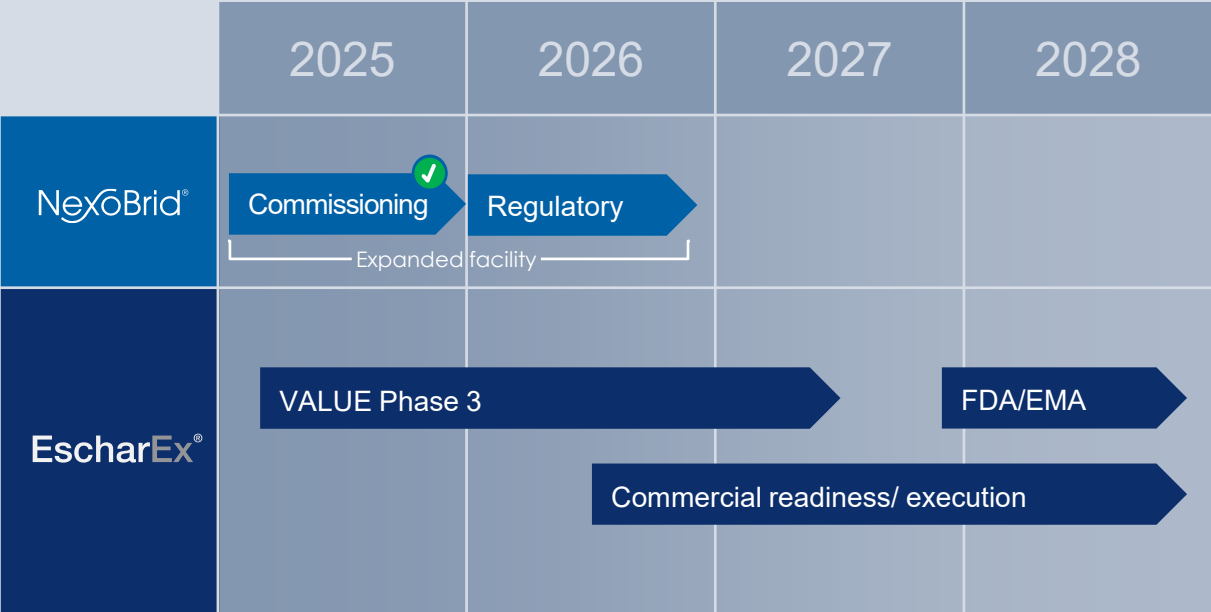 2025 2026 2027 2028
NexoBrid®
Commissioning
Regulatory
Expanded facility
EscharEx®
VALUE Phase 3
FDA/EMA
Commercial readiness/ execution